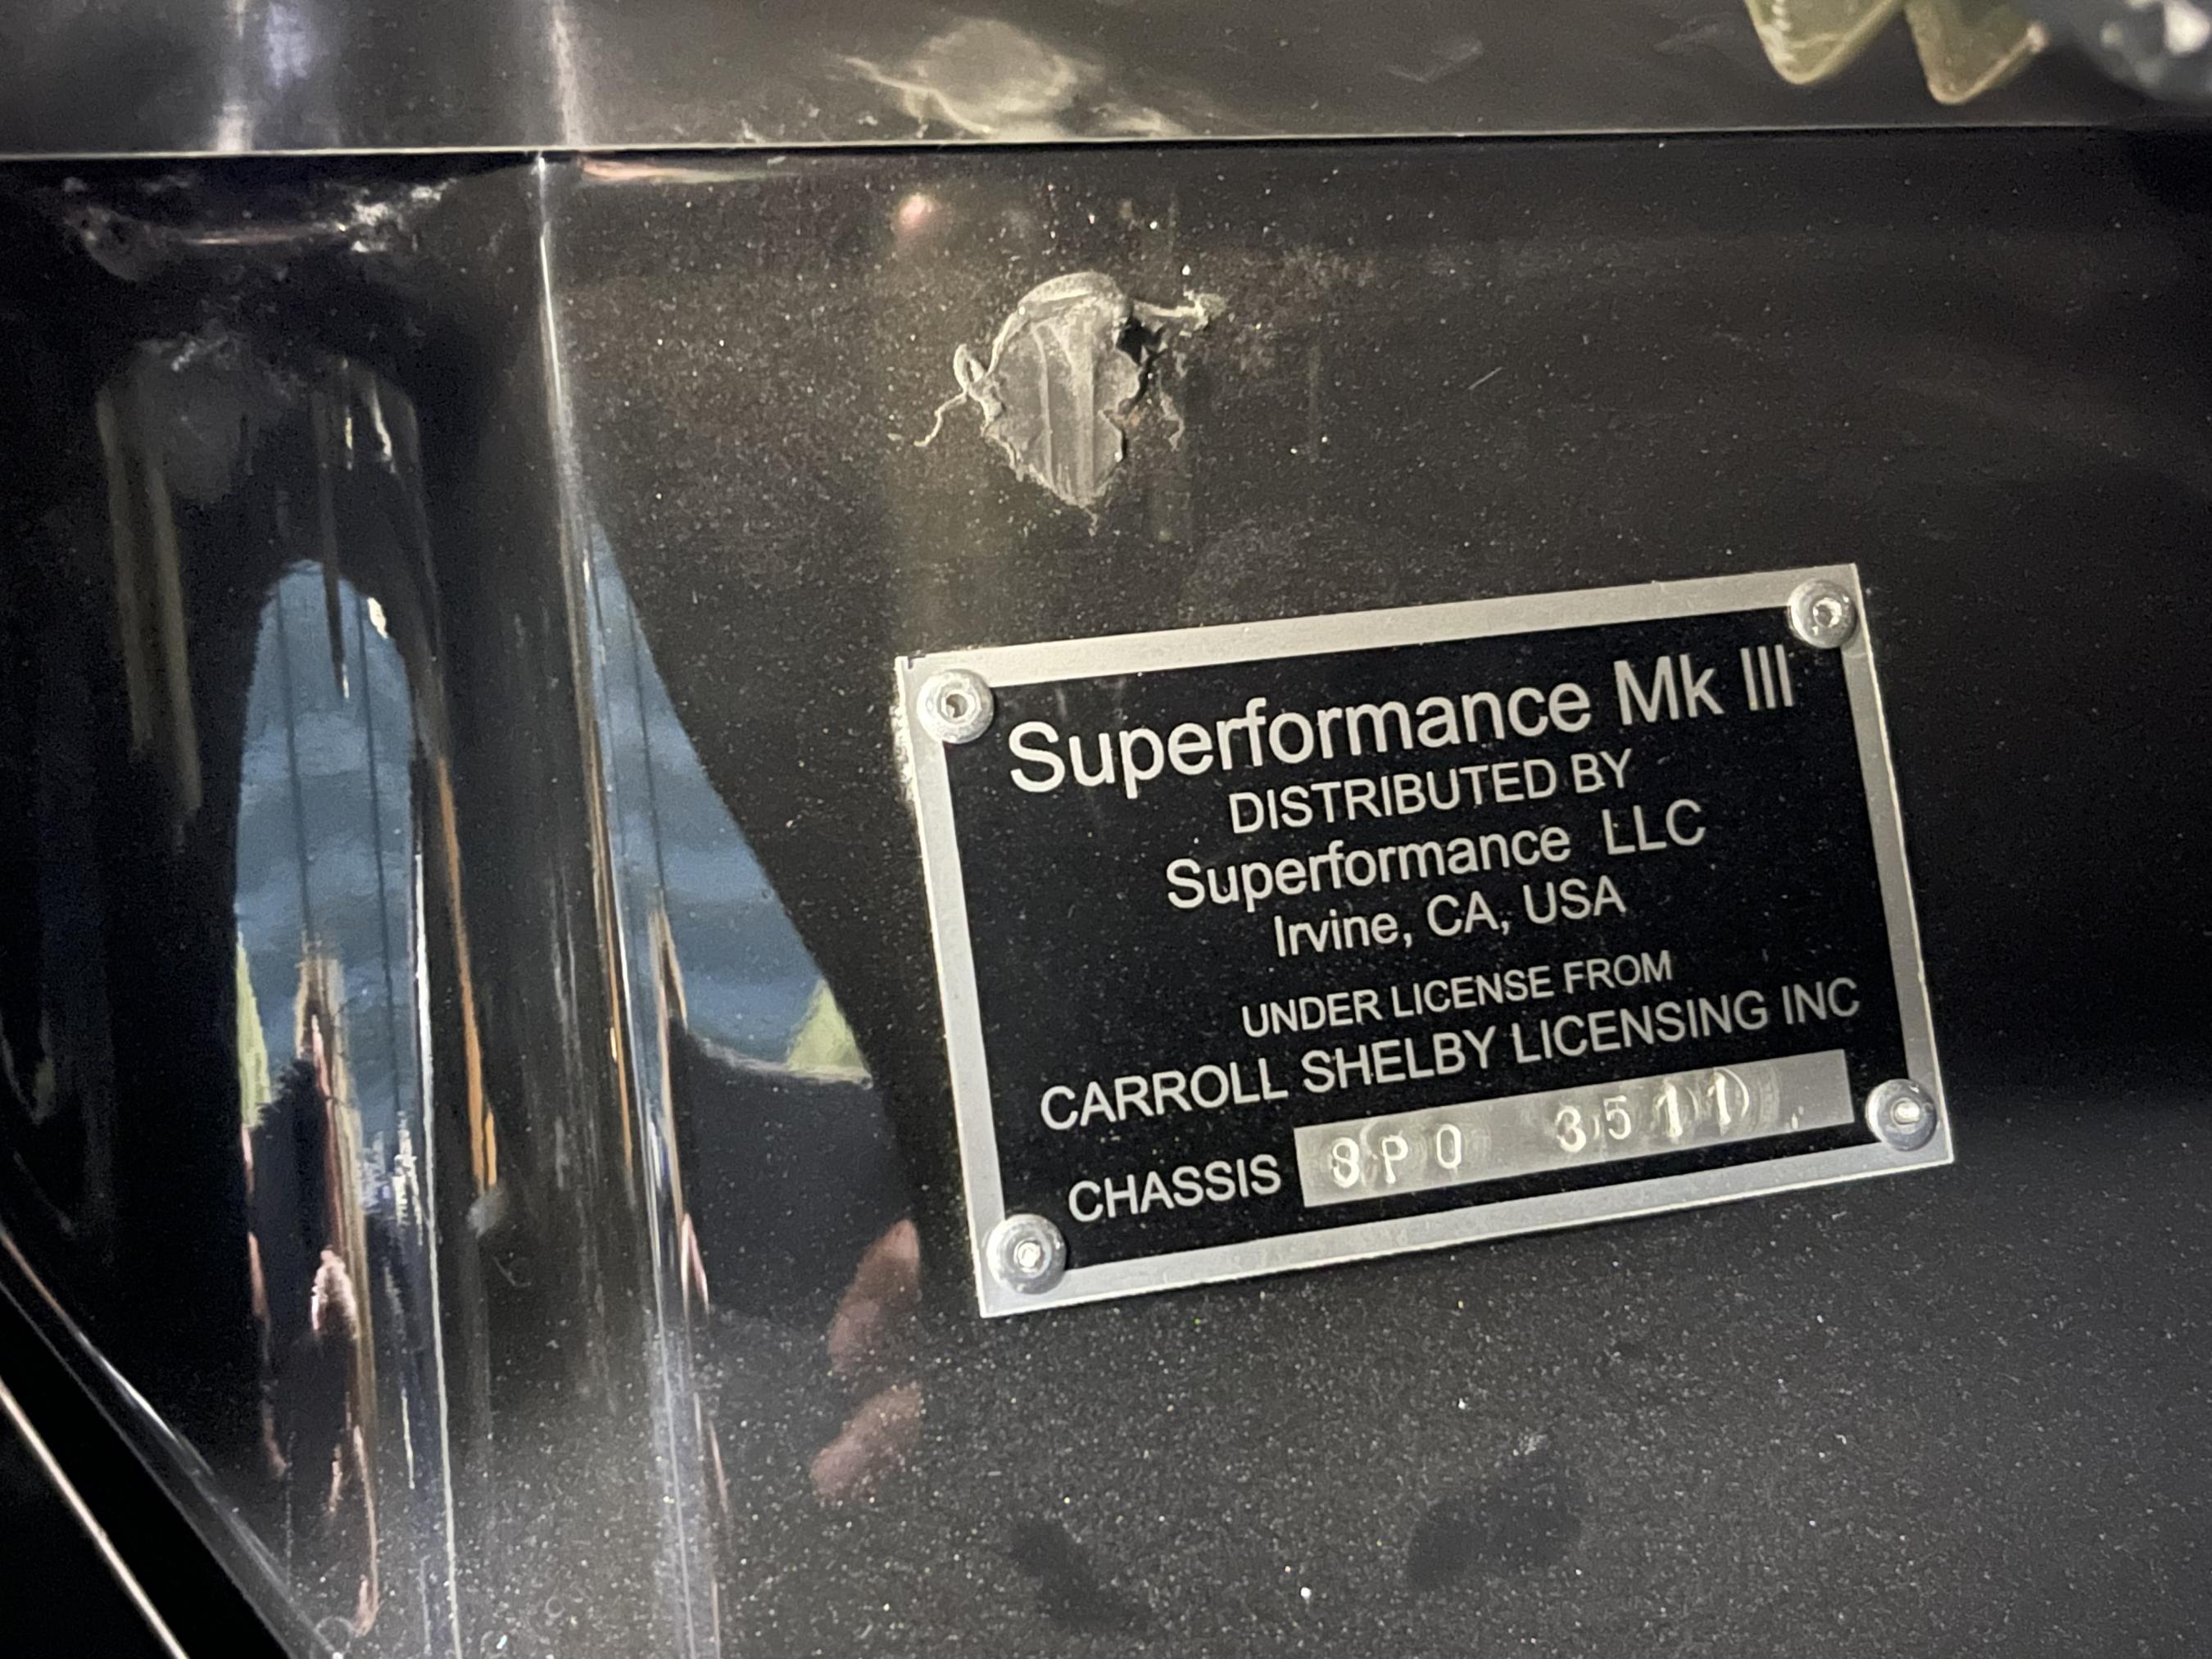 Superformance Mk III
DISTRIBUTED BY
Superformance LLC
Irvine, CA, USA
UNDER LICENSE FROM
CARROLL SHELBY LICENSING INC
CHASSIS SPO 3511